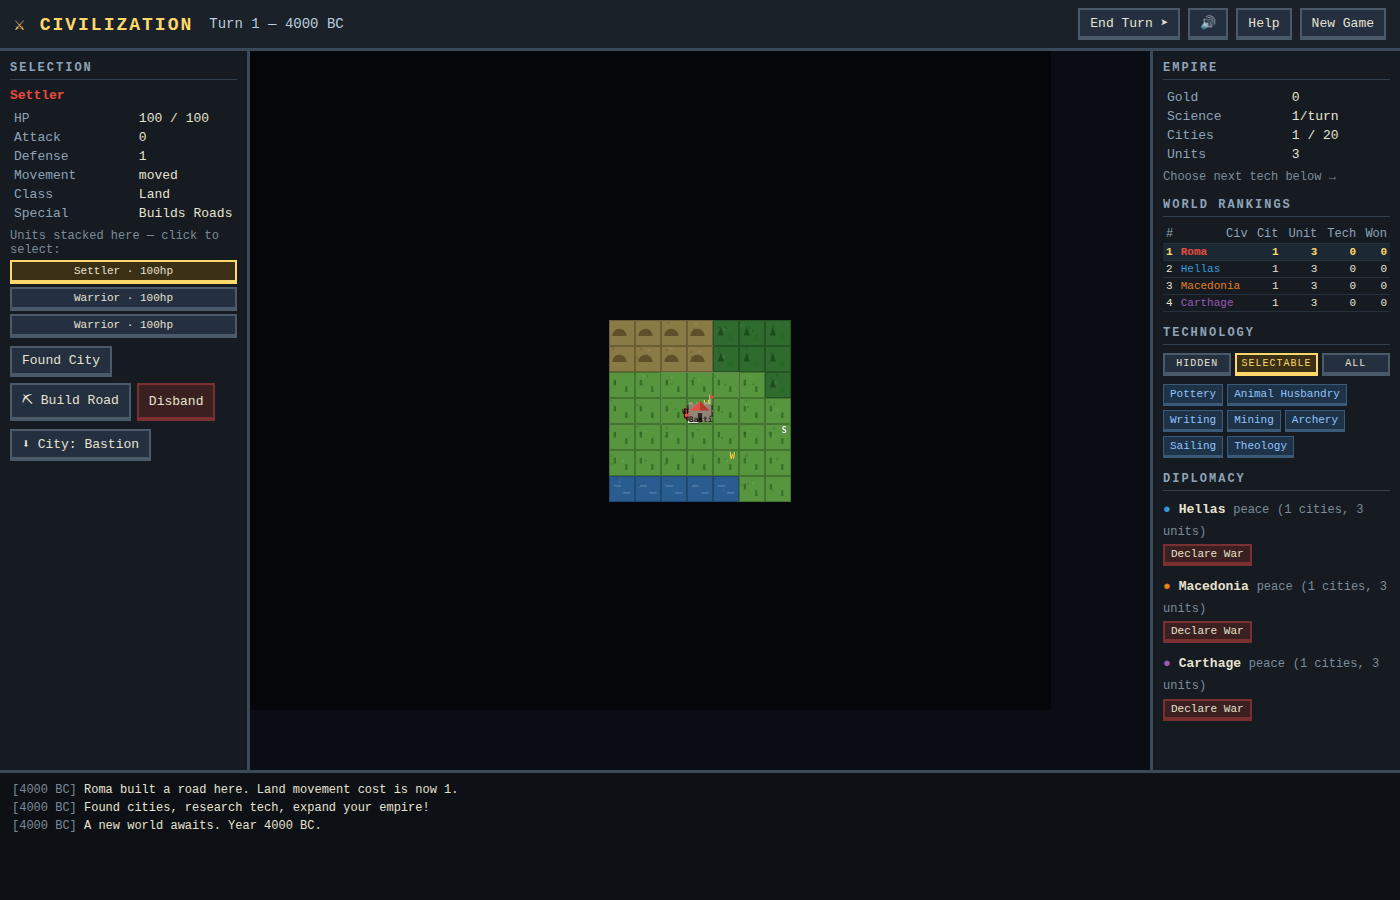 ⚔ CIVILIZATION Turn 1 — 4000 BC End Turn ➤ 🔊 Help New Game
SELECTION
Settler
HP 100 / 100
Attack 0
Defense 1
Movement moved
Class Land
Special Builds Roads
Units stacked here — click to
select:
Settler · 100hp
Warrior · 100hp
Warrior · 100hp
Found City
⛏ Build Road Disband
⬇ City: Bastion
S
W
EMPIRE
Gold 0
Science 1/turn
Cities 1 / 20
Units 3
Choose next tech below →
WORLD RANKINGS
# Civ Cit Unit Tech Won
1 Roma 1 3 0 0
2 Hellas 1 3 0 0
3 Macedonia 1 3 0 0
4 Carthage 1 3 0 0
TECHNOLOGY
HIDDEN SELECTABLE ALL
Pottery Animal Husbandry
Writing Mining Archery
Sailing Theology
DIPLOMACY
● Hellas peace (1 cities, 3
units)
Declare War
● Macedonia peace (1 cities, 3
units)
Declare War
● Carthage peace (1 cities, 3
units)
Declare War
[4000 BC] Roma built a road here. Land movement cost is now 1.
[4000 BC] Found cities, research tech, expand your empire!
[4000 BC] A new world awaits. Year 4000 BC.